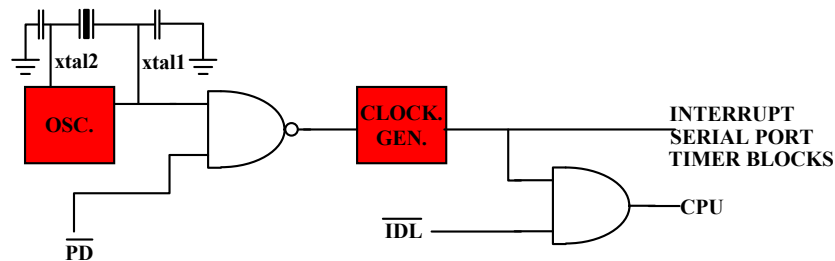 xtal2 xtal1
OSC.
CLOCK.
GEN.
INTERRUPT
SERIAL PORT
TIMER BLOCKS
CPU
PD
IDL